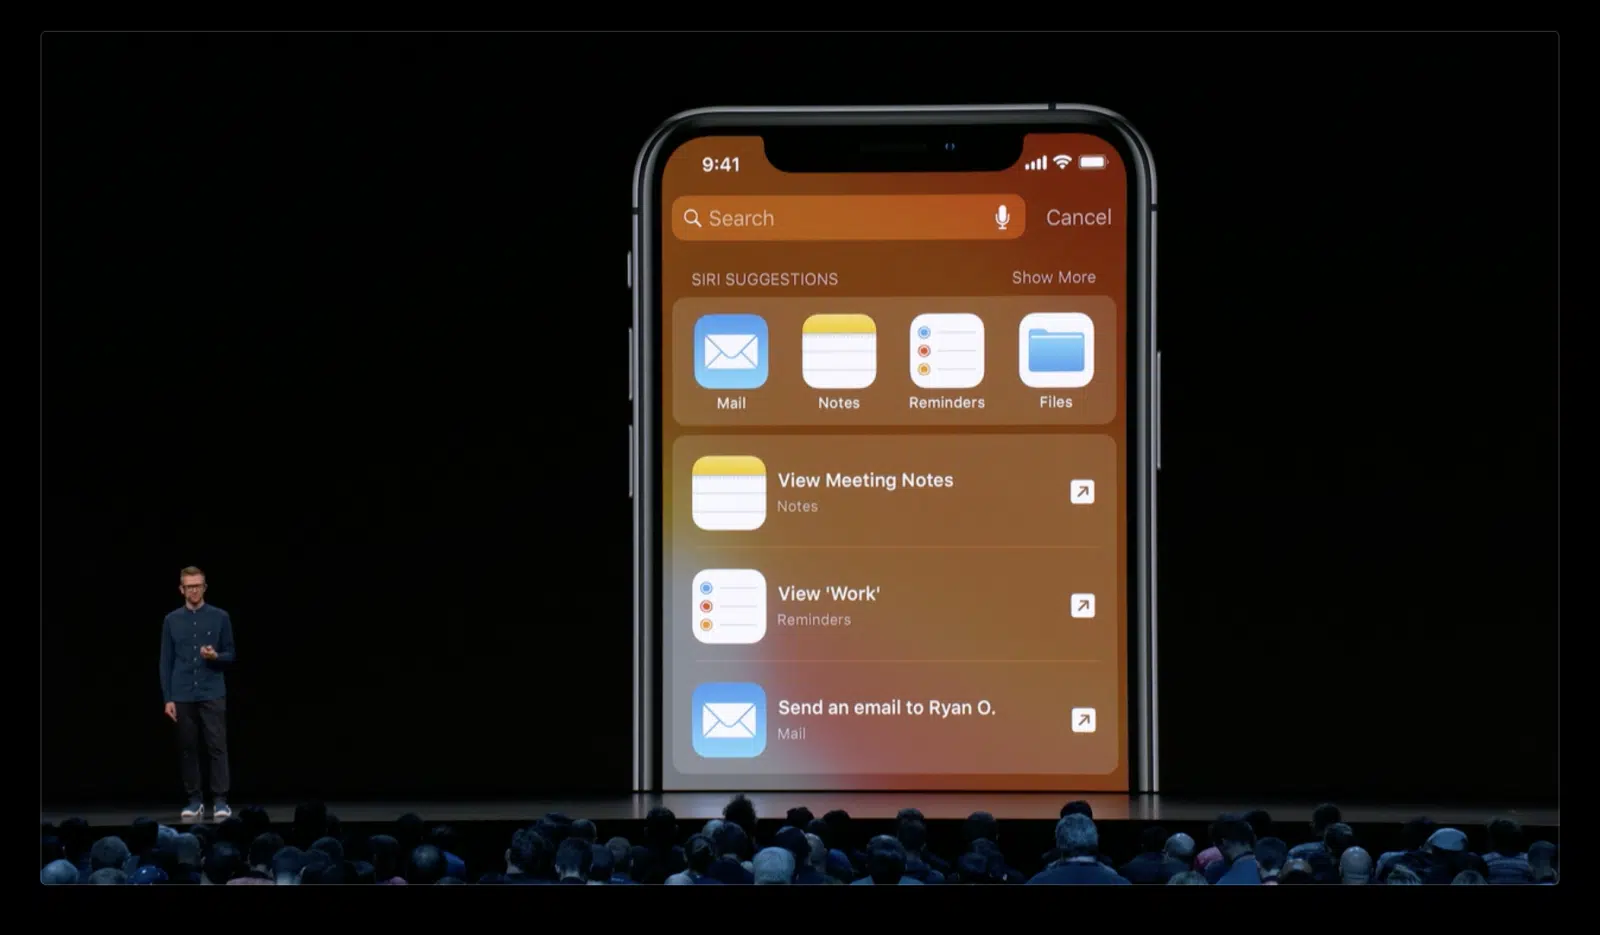 9:41
Search
Cancel
SIRI SUGGESTIONS
Show More
Mail
Notes
Reminders
Files
View Meeting Notes
Notes
View 'Work'
Reminders
Send an email to Ryan O.
Mail